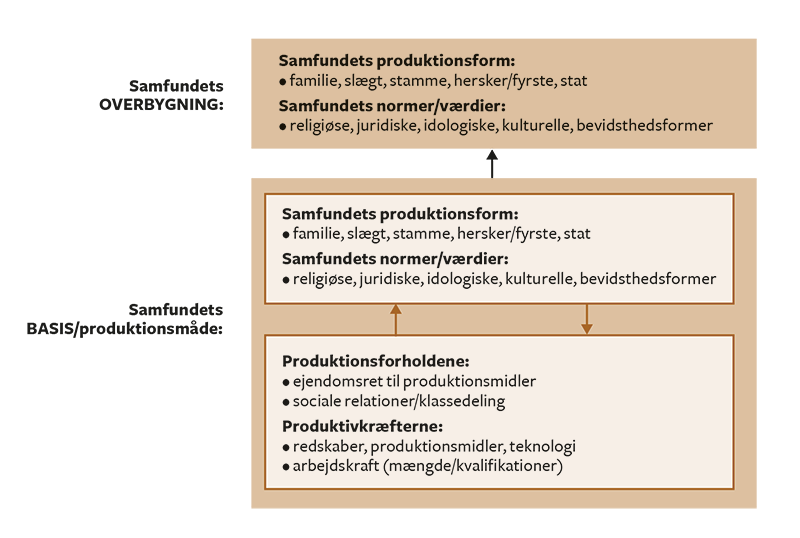 Samfundets
OVERBYGNING:
Samfundets produktionsform:
• familie, slægt, stamme, hersker/fyrste, stat
Samfundets normer/værdier:
• religiøse, juridiske, idologiske, kulturelle, bevidsthedsformer
Samfundets
BASIS/produktionsmåde:
Samfundets produktionsform:
• familie, slægt, stamme, hersker/fyrste, stat
Samfundets normer/værdier:
• religiøse, juridiske, idologiske, kulturelle, bevidsthedsformer
Produktionsforholdene:
• ejendomsret til produktionsmidler
• sociale relationer/klassedeling
Produktivkræfterne:
• redskaber, produktionsmidler, teknologi
• arbejdskraft (mængde/kvalifikationer)